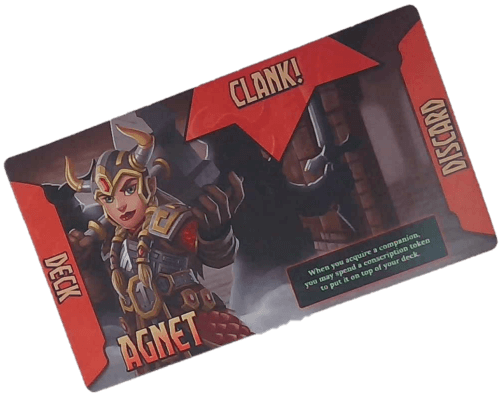 CLANK!
DISCARD
DECK
AGNET
When you acquire a companion,
you may spend a conscription token
to put it on top of your deck.